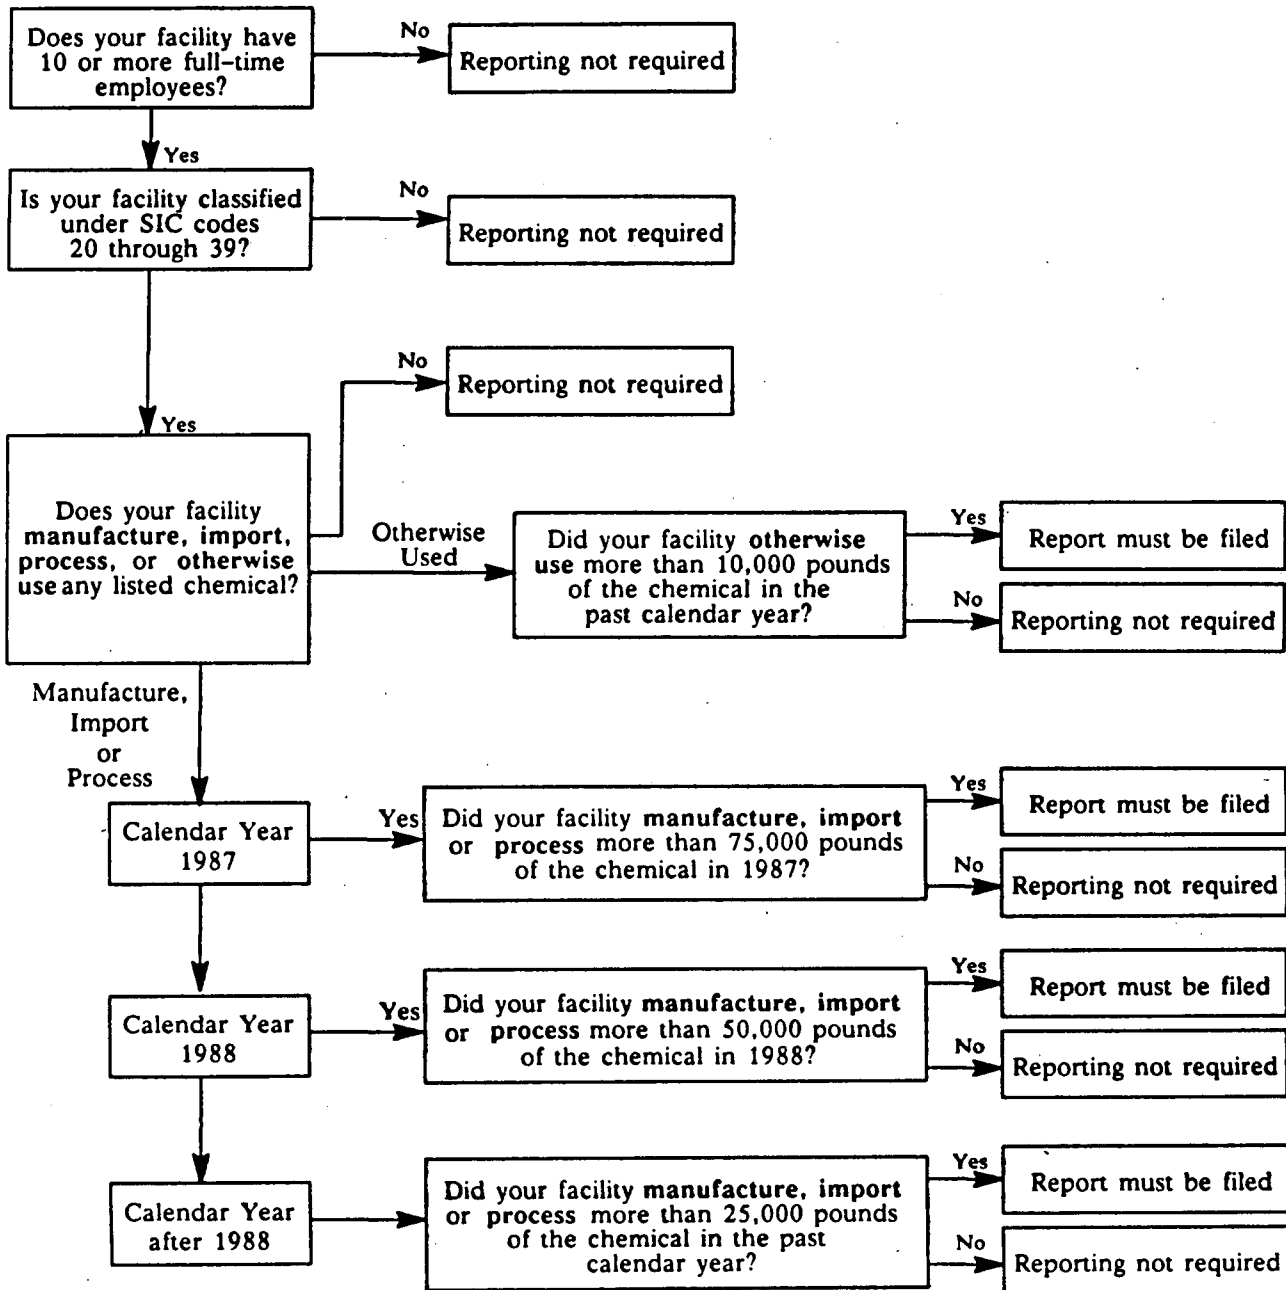 Does your facility have
10 or more full-time
employees?
No
Reporting not required
Yes
Is your facility classified
under SIC codes
20 through 39?
No
Reporting not required
Yes
No
Reporting not required
Does your facility
manufacture, import,
process, or otherwise
use any listed chemical?
Otherwise
Used
Did your facility otherwise
use more than 10,000 pounds
of the chemical in the
past calendar year?
Yes
Report must be filed
No
Reporting not required
Manufacture,
Import
or
Process
Calendar Year
1987
Yes
Did your facility manufacture, import
or process more than 75,000 pounds
of the chemical in 1987?
Yes
Report must be filed
No
Reporting not required
Calendar Year
1988
Yes
Did your facility manufacture, import
or process more than 50,000 pounds
of the chemical in 1988?
Yes
Report must be filed
No
Reporting not required
Calendar Year
after 1988
Did your facility manufacture, import
or process more than 25,000 pounds
of the chemical in the past
calendar year?
Yes
Report must be filed
No
Reporting not required